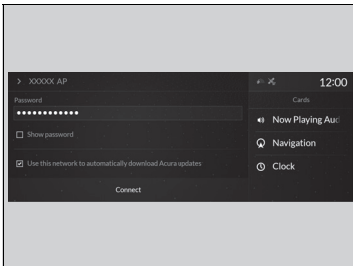 XXXXX AP
12:00
Password
Cards
Show password
Now Playing Aud
Use this network to automatically download Acura updates
Navigation
Clock
Connect